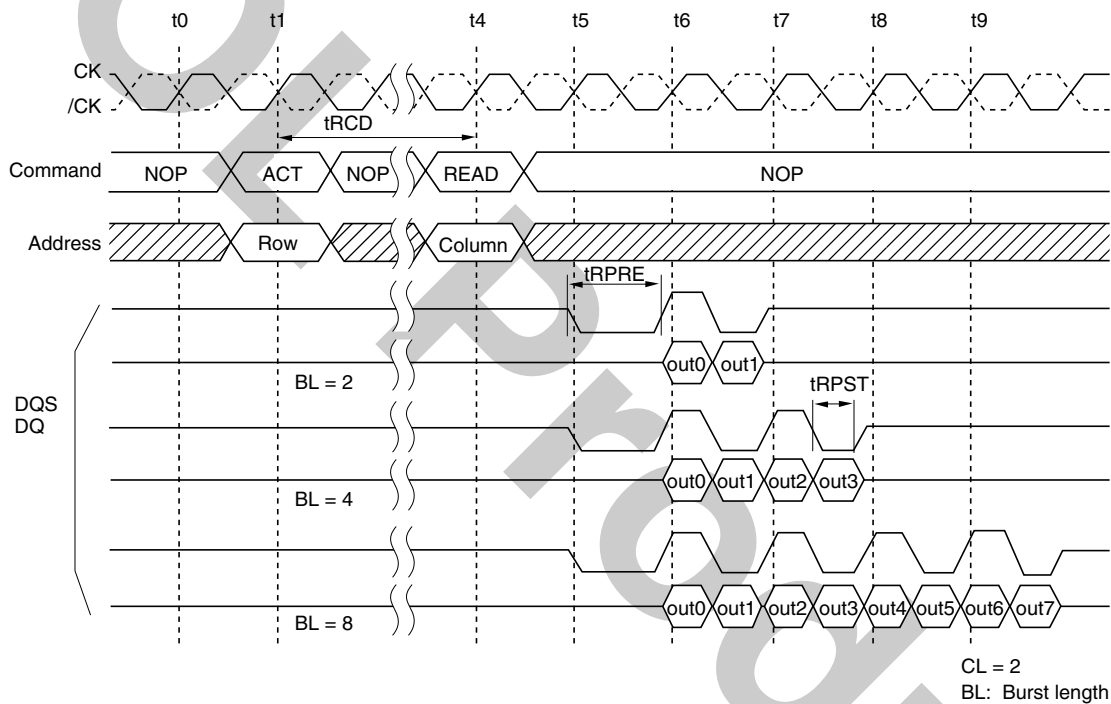 t0 t1 t4 t5 t6 t7 t8 t9
CK
/CK
tRCD
Command NOP ACT NOP READ NOP
Address Row Column
tRPRE
out0 out1
BL = 2
tRPST
DQS
DQ
out0 out1 out2 out3
BL = 4
out0 out1 out2 out3 out4 out5 out6 out7
BL = 8
CL = 2
BL: Burst length